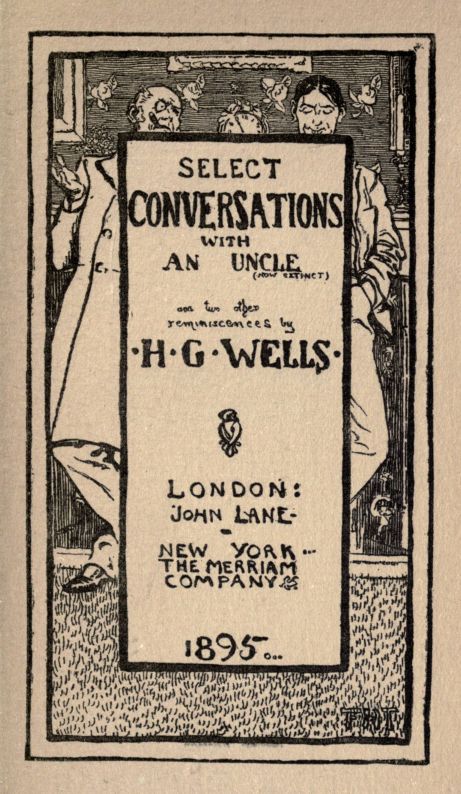 SELECT
CONVERSATIONS
WITH
AN UNCLE
(NOW EXTINCT)
and two other
reminiscences by
·H·G·WELLS·
LONDON:
JOHN LANE-
-
NEW YORK...
THE MERRIAM
COMPANY
1895...